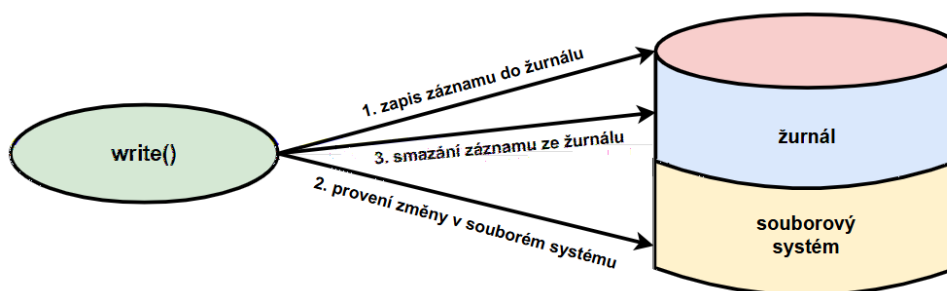 1. zapis záznamu do žurnálu
write()
3. smazání záznamu ze žurnálu
2. provení změny v souborém systému
žurnál
souborový
systém